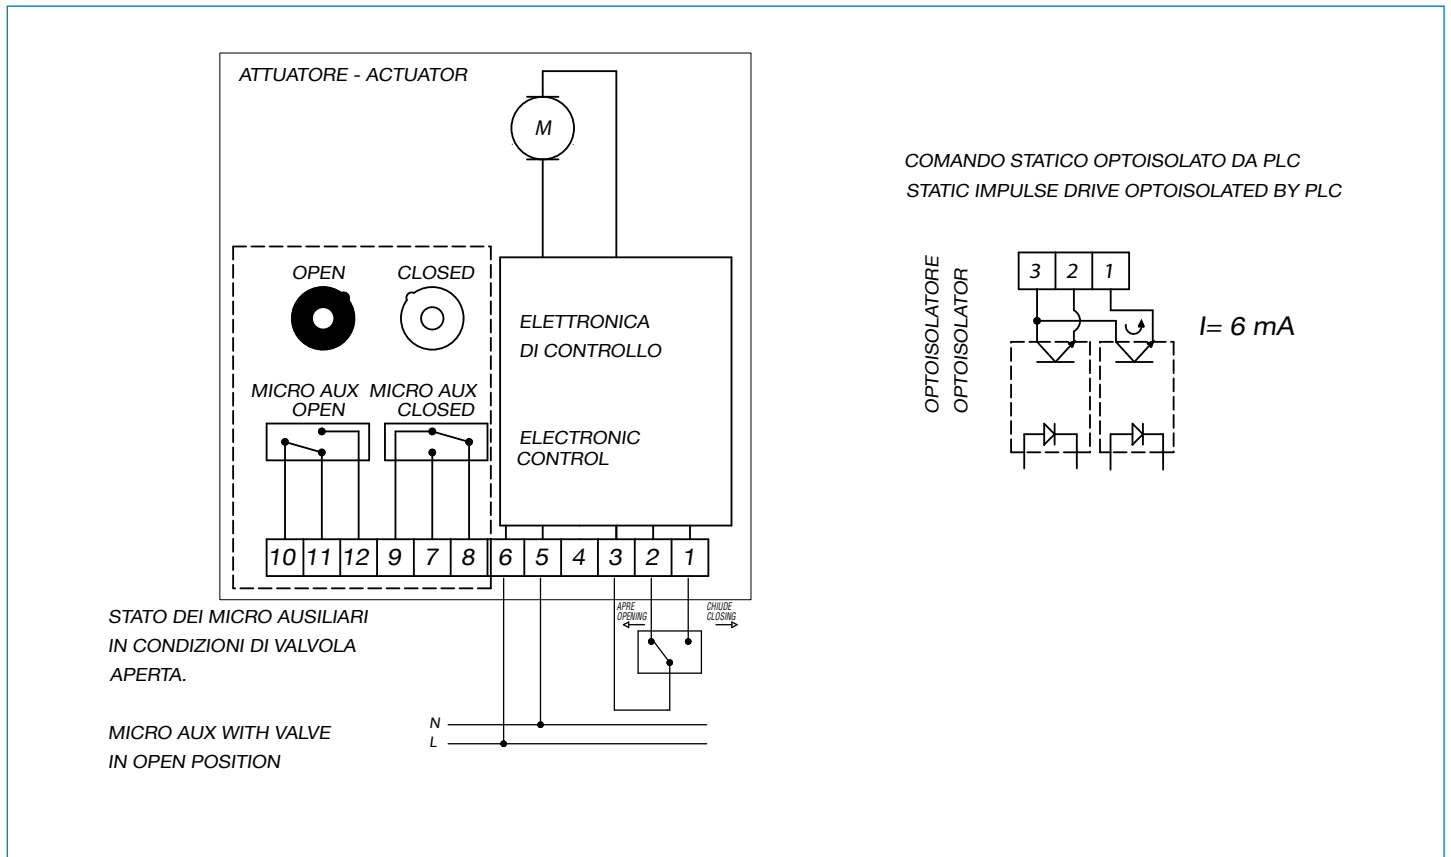 ATTUATORE - ACTUATOR
M
OPEN
CLOSED
MICRO AUX
OPEN
MICRO AUX
CLOSED
ELETTRONICA
DI CONTROLLO
ELECTRONIC
CONTROL
10 11 12 9 7 8 6 5 4 3 2 1
APRE
OPENING
CHIUDE
CLOSING
STATO DEI MICRO AUSILIARI
IN CONDIZIONI DI VALVOLA
APERTA.
MICRO AUX WITH VALVE
IN OPEN POSITION
N
L
COMANDO STATICO OPTOISOLATO DA PLC
STATIC IMPULSE DRIVE OPTOISOLATED BY PLC
OPTOISOLATORE
OPTOISOLATOR
3 2 1
I= 6 mA